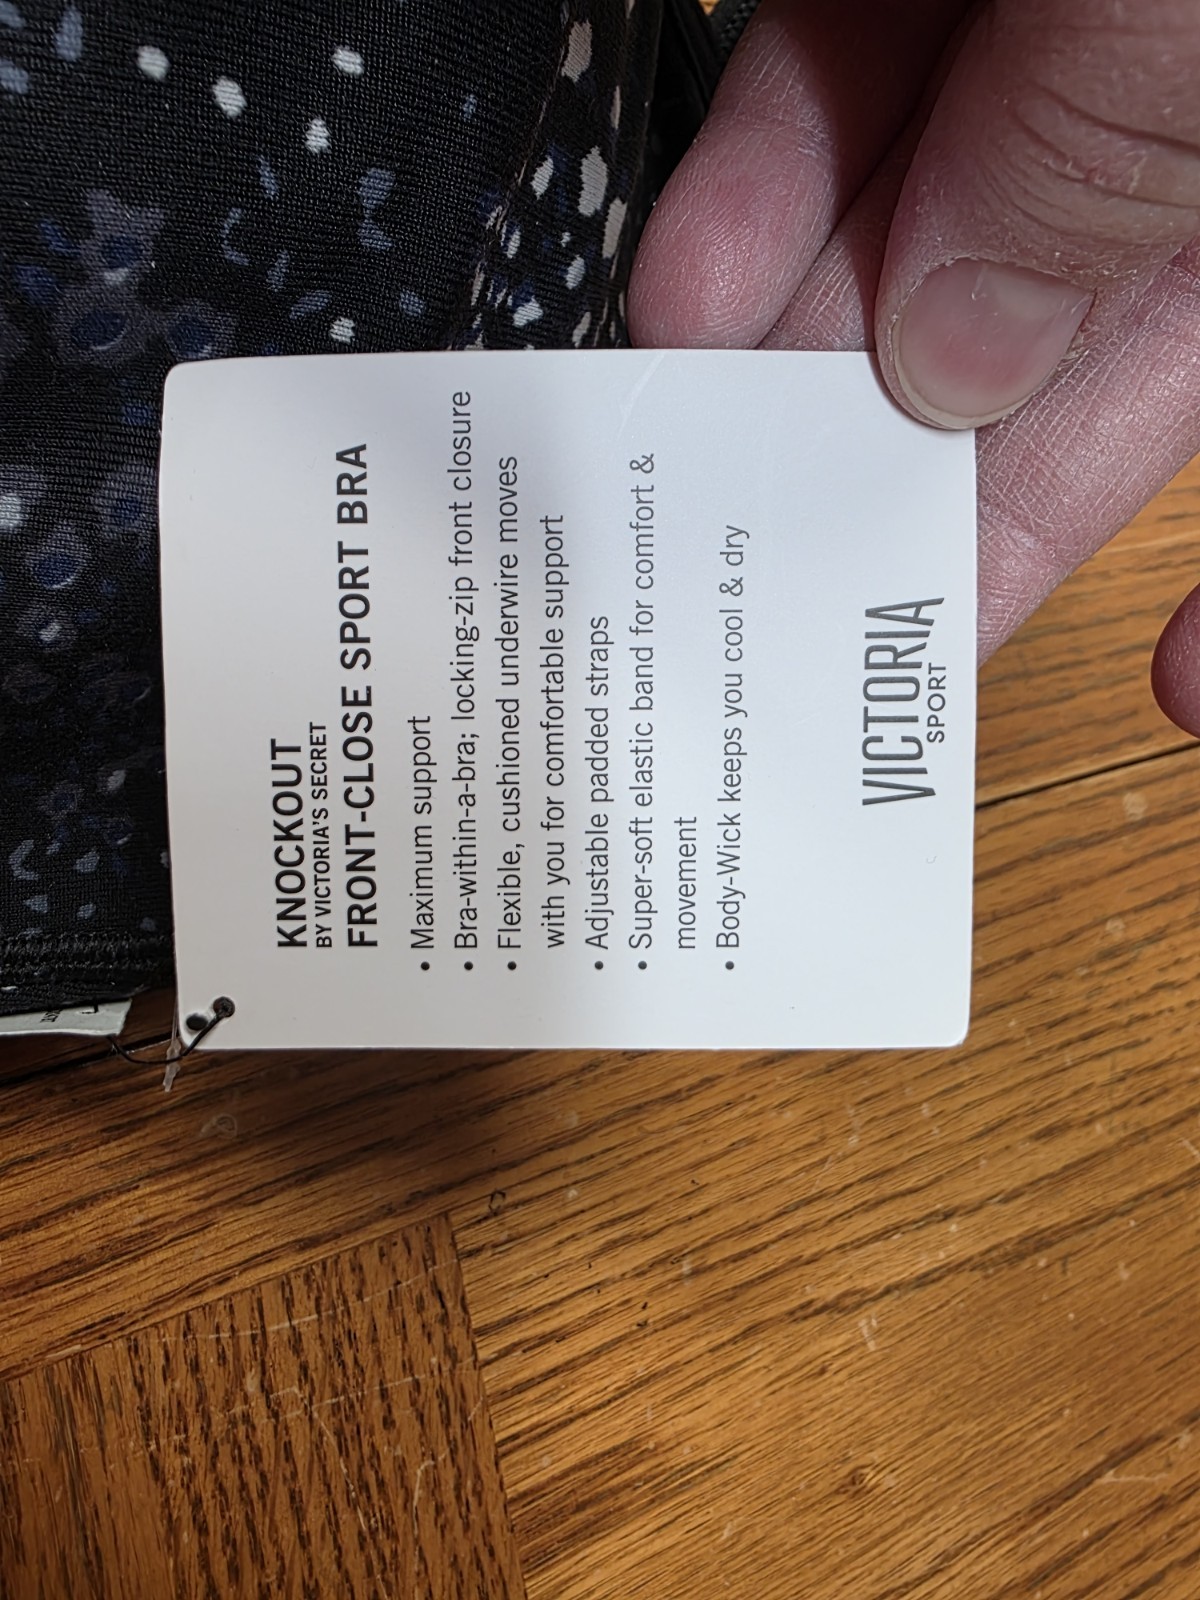 KNOCKOUT
BY VICTORIA'S SECRET
FRONT-CLOSE SPORT BRA
• Maximum support
• Bra-within-a-bra; locking-zip front closure
• Flexible, cushioned underwire moves
with you for comfortable support
• Adjustable padded straps
• Super-soft elastic band for comfort &
movement
• Body-Wick keeps you cool & dry
VICTORIA
SPORT